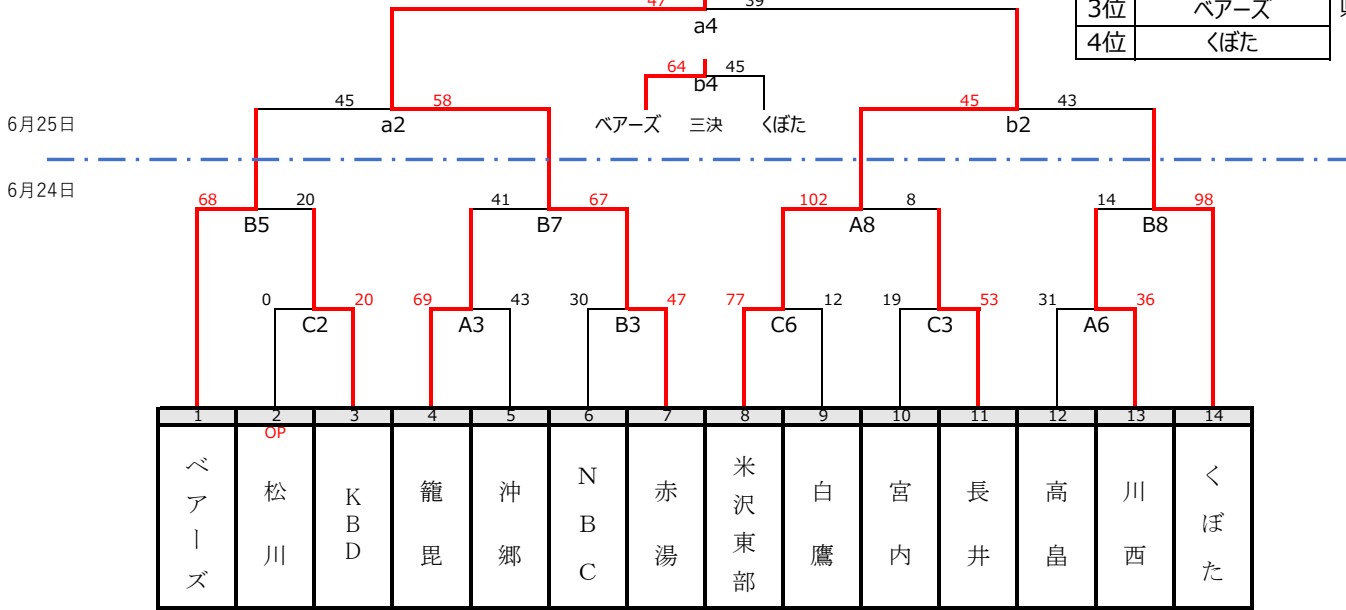 47 39
3位 ベアーズ
a4
4位 くぼた
64 45
b4
45 58
45 43
6月25日
a2
ベアーズ 三決 くぼた
b2
6月24日
68 20
41 67
102 8
14 98
B5
B7
A8
B8
0 20
69 43
30 47
77 12
19 53
31 36
C2
A3
B3
C6
C3
A6
1 2 3 4 5 6 7 8 9 10 11 12 13 14
OP
ベアーズ
松川
KBD
籠毘
沖郷
NBC
赤湯
米沢東部
白鷹
宮内
長井
高畠
川西
くぼた